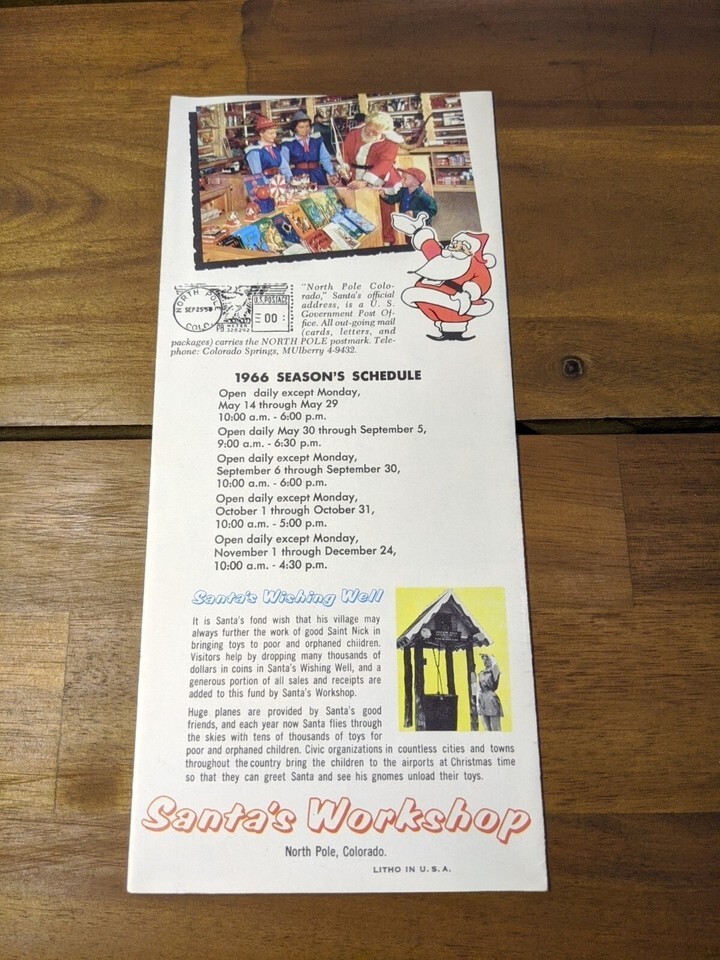 NORTH POLE
SEP 25 '58
COLO.
U.S. POSTAGE
00
PB METER
328292
"North Pole Colo-
rado," Santa's official
address, is a U. S.
Government Post Of-
fice. All out-going mail
(cards, letters, and
packages) carries the NORTH POLE postmark. Tele-
phone: Colorado Springs, MUlberry 4-9432.
1966 SEASON'S SCHEDULE
Open daily except Monday,
May 14 through May 29
10:00 a.m. - 6:00 p.m.
Open daily May 30 through September 5,
9:00 a.m. - 6:30 p.m.
Open daily except Monday,
September 6 through September 30,
10:00 a.m. - 6:00 p.m.
Open daily except Monday,
October 1 through October 31,
10:00 a.m. - 5:00 p.m.
Open daily except Monday,
November 1 through December 24,
10:00 a.m. - 4:30 p.m.
Santa's Wishing Well
It is Santa's fond wish that his village may
always further the work of good Saint Nick in
bringing toys to poor and orphaned children.
Visitors help by dropping many thousands of
dollars in coins in Santa's Wishing Well, and a
generous portion of all sales and receipts are
added to this fund by Santa's Workshop.
Huge planes are provided by Santa's good
friends, and each year now Santa flies through
the skies with tens of thousands of toys for
poor and orphaned children. Civic organizations in countless cities and towns
throughout the country bring the children to the airports at Christmas time
so that they can greet Santa and see his gnomes unload their toys.
Santa's Workshop
North Pole, Colorado.
LITHO IN U. S. A.